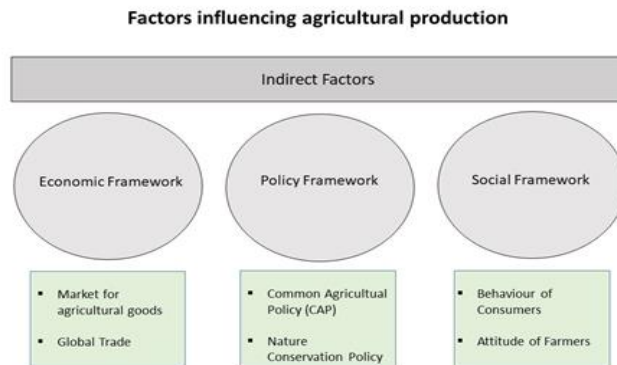 Factors influencing agricultural production
Indirect Factors
Economic Framework
Policy Framework
Social Framework
▪ Market for
agricultural goods
▪ Global Trade
▪ Common Agricultual
Policy (CAP)
▪ Nature
Conservation Policy
▪ Behaviour of
Consumers
▪ Attitude of Farmers